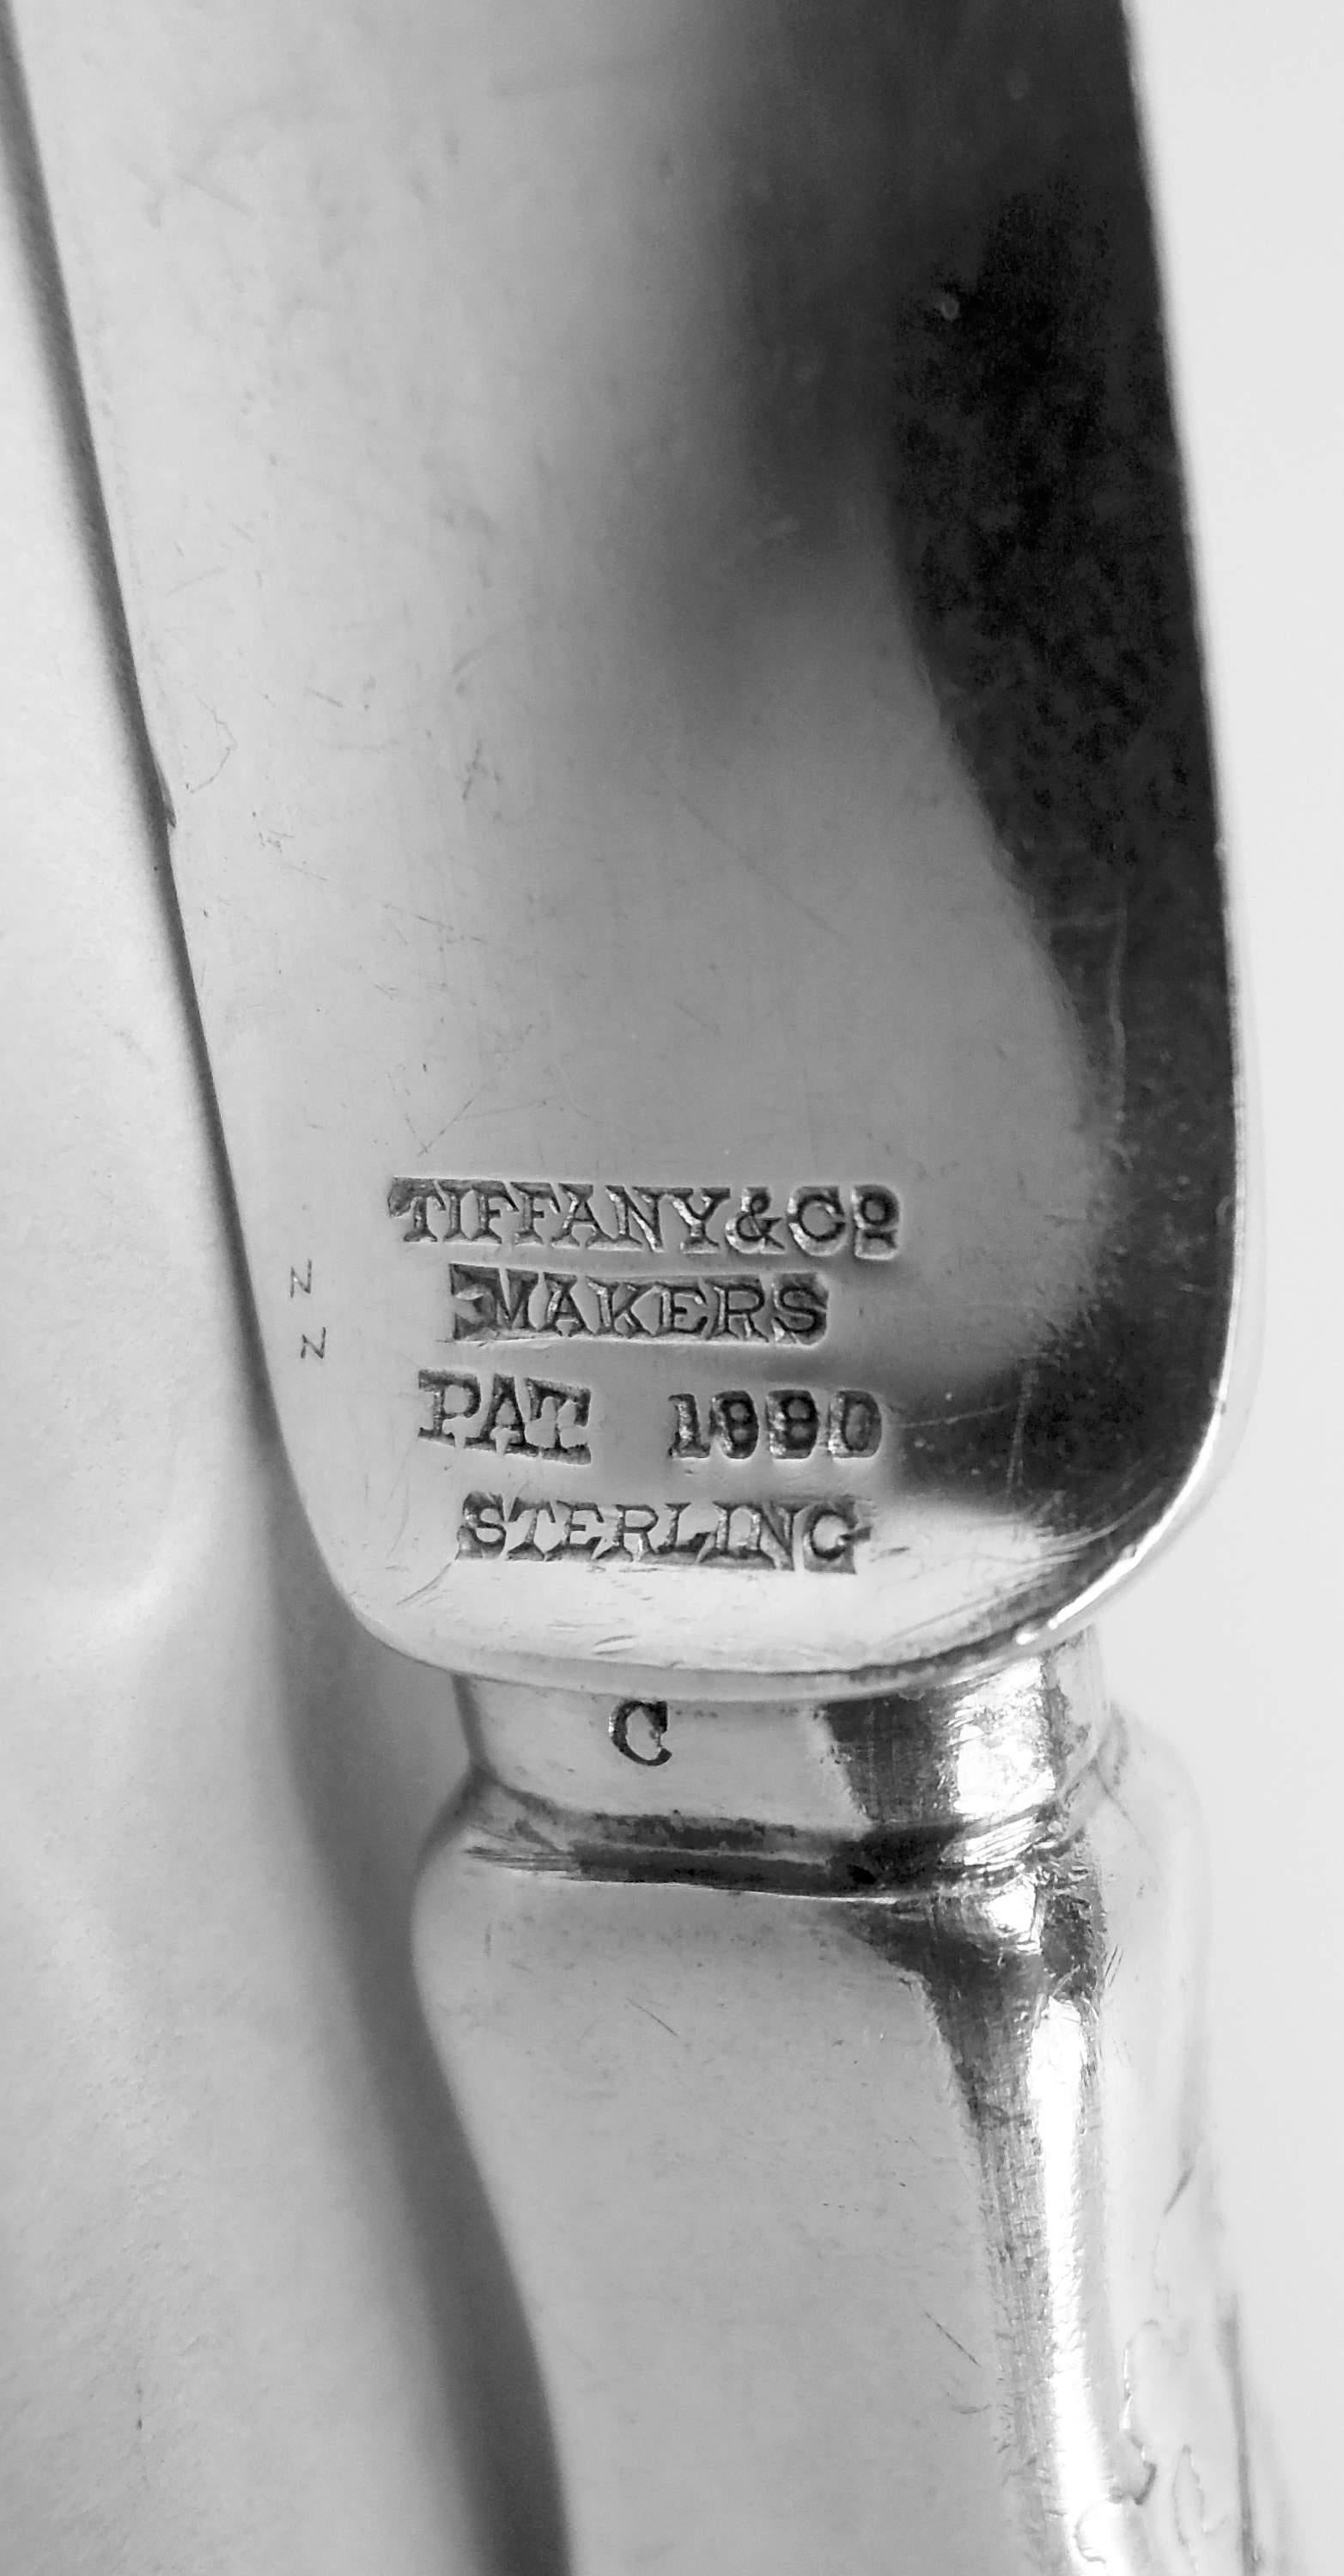 TIFFANY&Cº
MAKERS
PAT 1880
STERLING
N
N
C